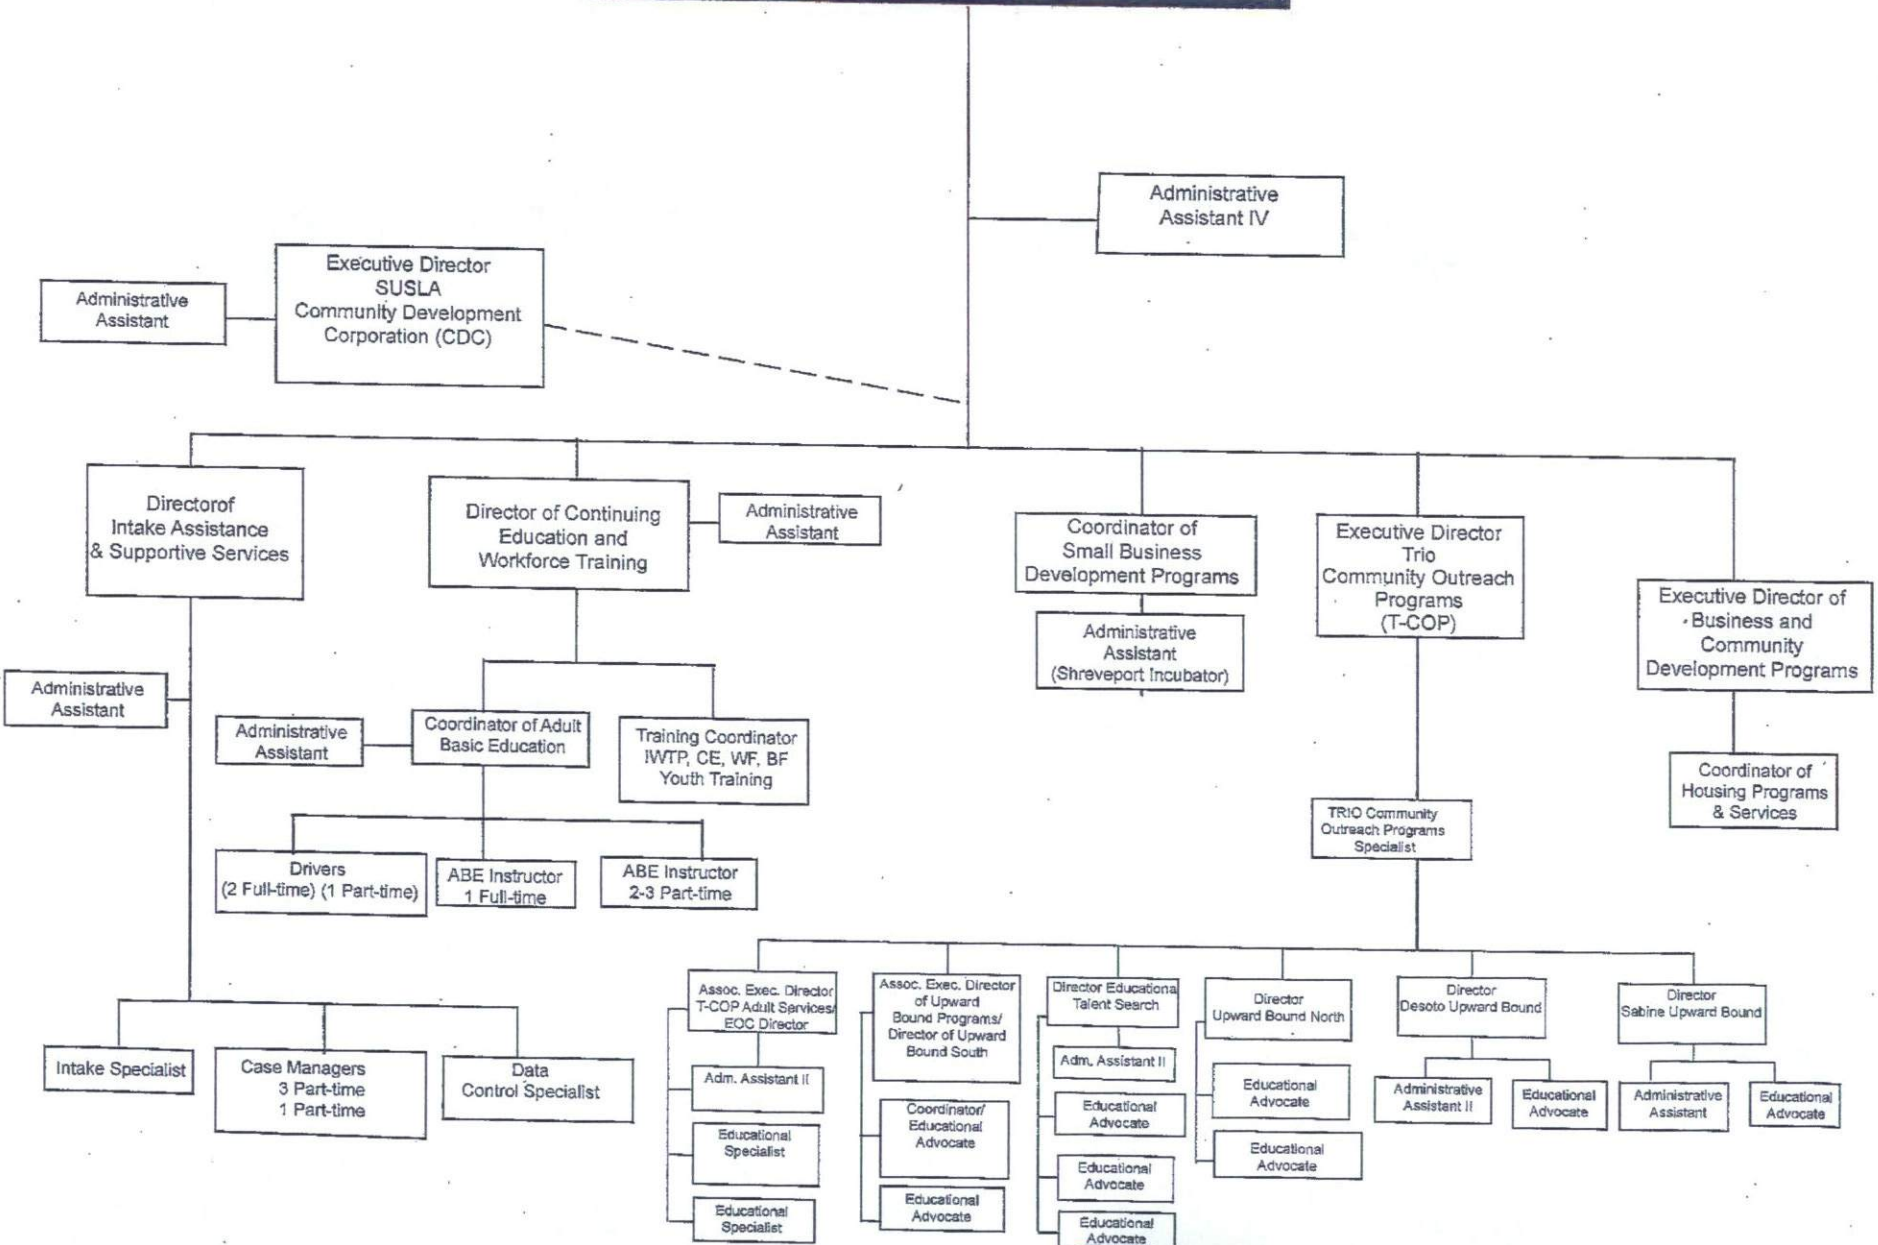 Administrative
Assistant IV
Executive Director
SUSLA
Community Development
Corporation (CDC)
Administrative
Assistant
Directorof
Intake Assistance
& Supportive Services
Director of Continuing
Education and
Workforce Training
Administrative
Assistant
Coordinator of
Small Business
Development Programs
Executive Director
Trio
Community Outreach
Programs
(T-COP)
Executive Director of
Business and
Community
Development Programs
Administrative
Assistant
(Shreveport Incubator)
Administrative
Assistant
Administrative
Assistant
Coordinator of Adult
Basic Education
Training Coordinator
IWTP, CE, WF, BF
Youth Training
Coordinator of
Housing Programs
& Services
TRIO Community
Outreach Programs
Specialist
Drivers
(2 Full-time) (1 Part-time)
ABE Instructor
1 Full-time
ABE Instructor
2-3 Part-time
Intake Specialist
Case Managers
3 Part-time
1 Part-time
Data
Control Specialist
Assoc. Exec. Director
T-COP Adult Services/
EOC Director
Adm. Assistant II
Educational
Specialist
Educational
Specialist
Assoc. Exec. Director
of Upward
Bound Programs/
Director of Upward
Bound South
Coordinator/
Educational
Advocate
Educational
Advocate
Director Educationa
Talent Search
Adm. Assistant II
Educational
Advocate
Educational
Advocate
Educational
Advocate
Director
Upward Bound North
Educational
Advocate
Educational
Advocate
Director
Desoto Upward Bound
Administrative
Assistant II
Educational
Advocate
Director
Sabine Upward Bound
Administrative
Assistant
Educational
Advocate